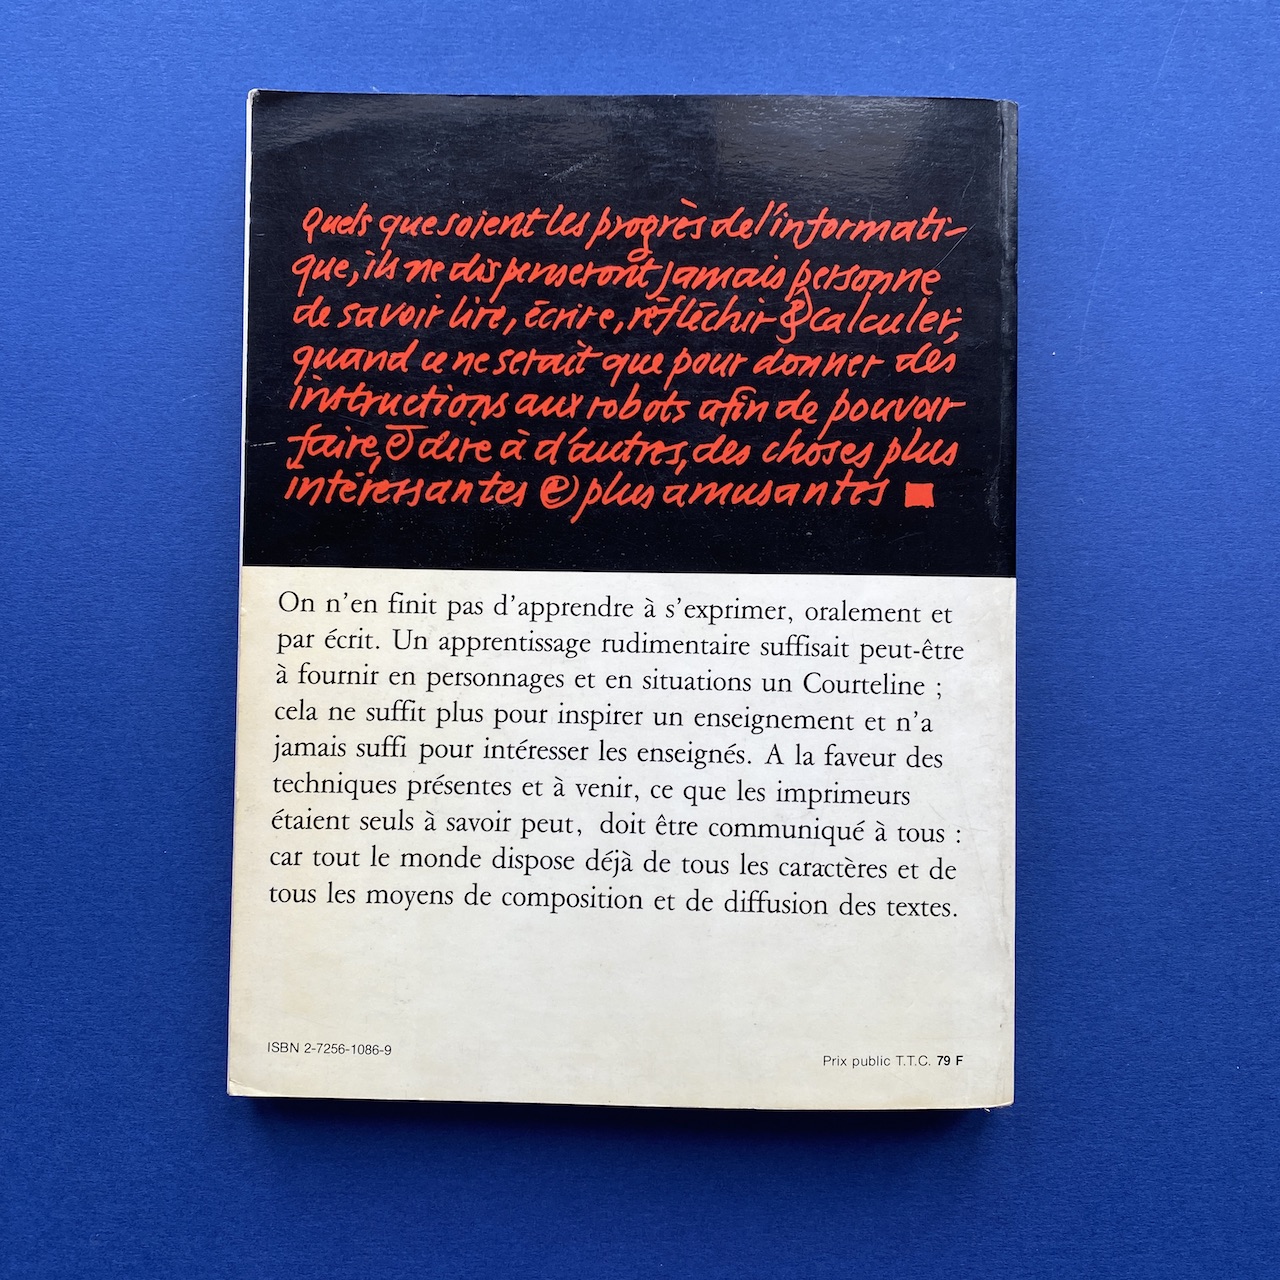 Quels que soient les progrès de l'informati-
que, ils ne dispenseront jamais personne
de savoir lire, écrire, réfléchir & calculer,
quand ce ne serait que pour donner des
instructions aux robots afin de pouvoir
faire, & dire à d'autres, des choses plus
intéressantes & plus amusantes
On n'en finit pas d'apprendre à s'exprimer, oralement et
par écrit. Un apprentissage rudimentaire suffisait peut-être
à fournir en personnages et en situations un Courteline ;
cela ne suffit plus pour inspirer un enseignement et n'a
jamais suffi pour intéresser les enseignés. A la faveur des
techniques présentes et à venir, ce que les imprimeurs
étaient seuls à savoir peut, doit être communiqué à tous :
car tout le monde dispose déjà de tous les caractères et de
tous les moyens de composition et de diffusion des textes.
ISBN 2-7256-1086-9
Prix public T.T.C. 79 F